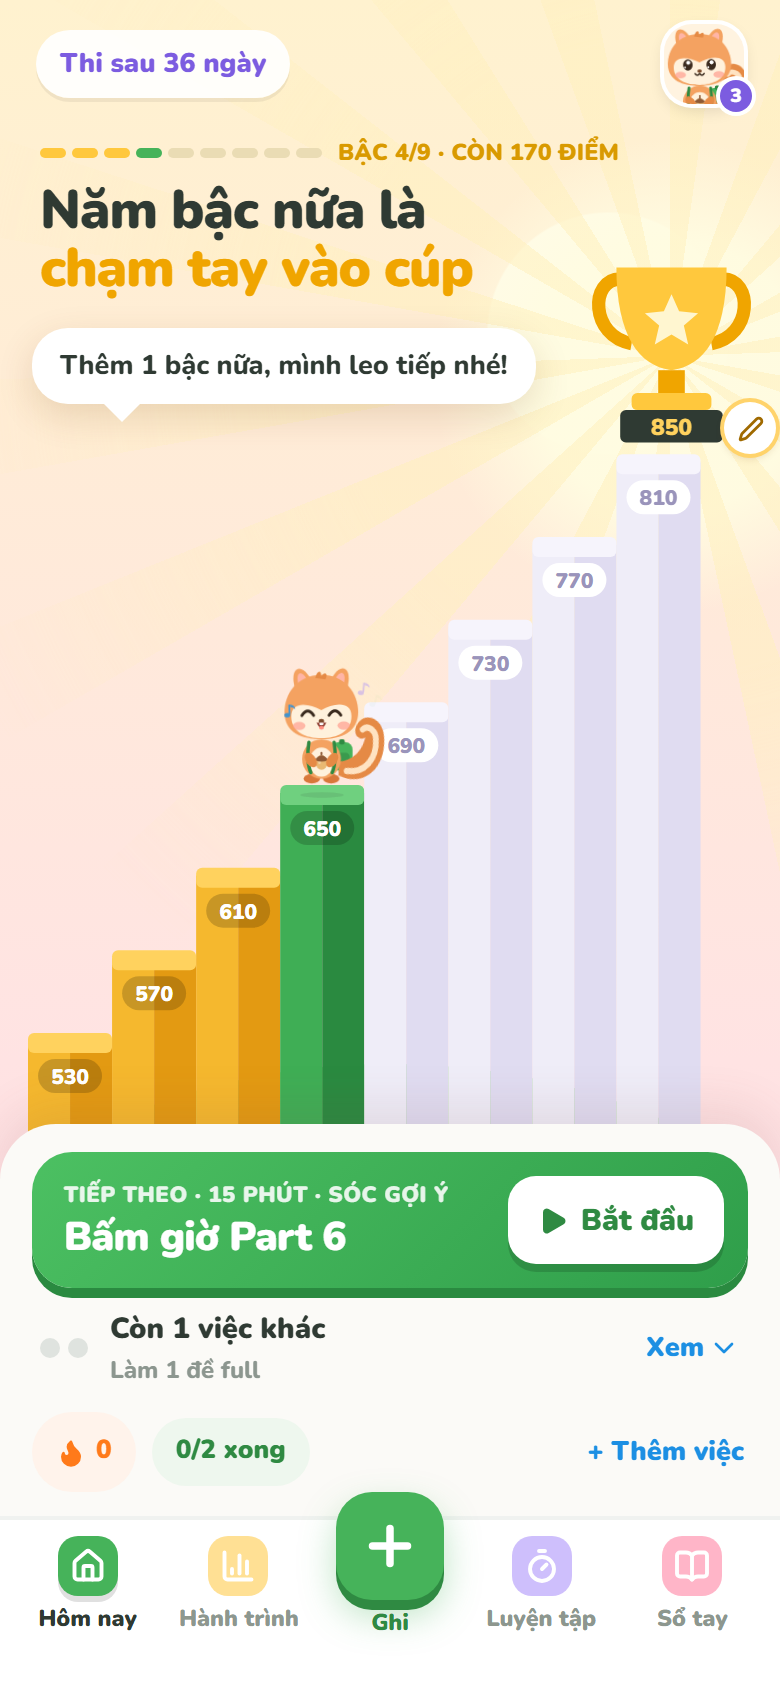 Thi sau 36 ngày
3
BẬC 4/9 · CÒN 170 ĐIỂM
Năm bậc nữa là
chạm tay vào cúp
Thêm 1 bậc nữa, mình leo tiếp nhé!
850
810
770
730
690
650
610
570
530
TIẾP THEO · 15 PHÚT · SÓC GỢI Ý
Bấm giờ Part 6
Bắt đầu
Còn 1 việc khác
Làm 1 đề full
Xem
0
0/2 xong
+ Thêm việc
Hôm nay
Hành trình
Ghi
Luyện tập
Sổ tay